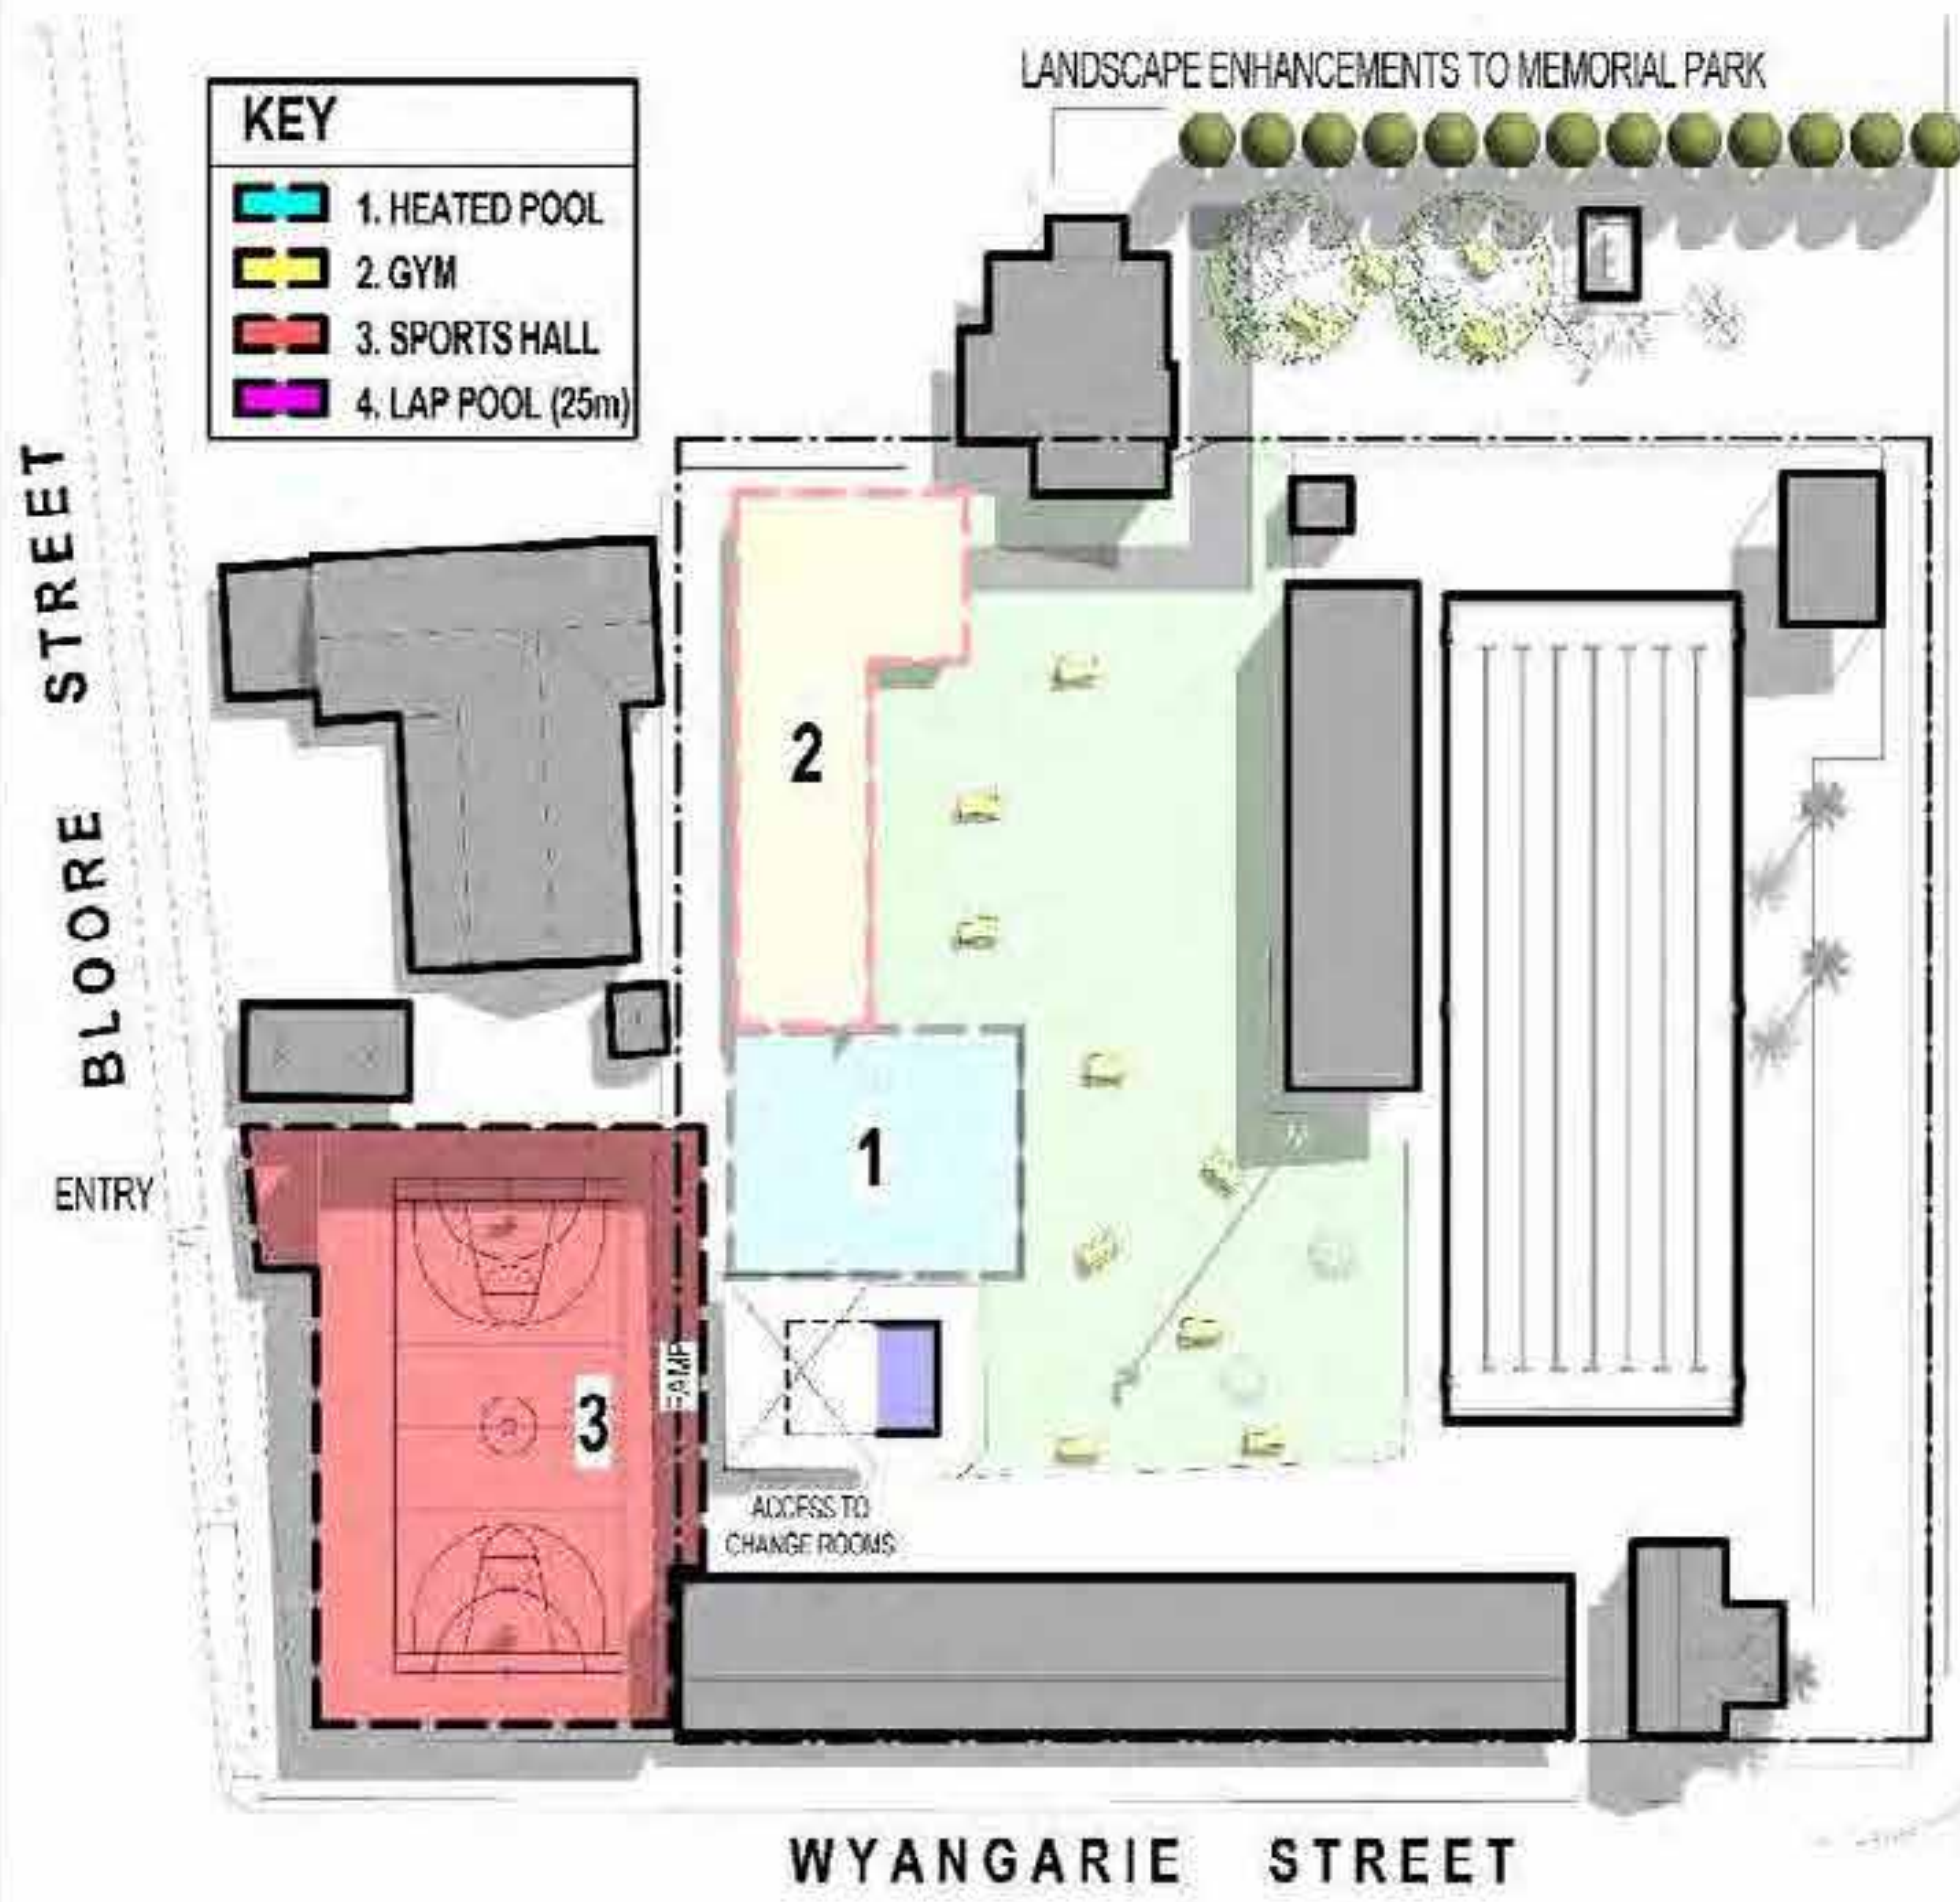 LANDSCAPE ENHANCEMENTS TO MEMORIAL PARK
KEY
1. HEATED POOL
2. GYM
3. SPORTS HALL
4. LAP POOL (25m)
BLOORE STREET
2
1
ENTRY
3
ACCESS TO
CHANGE ROOMS
WYANGARIE STREET